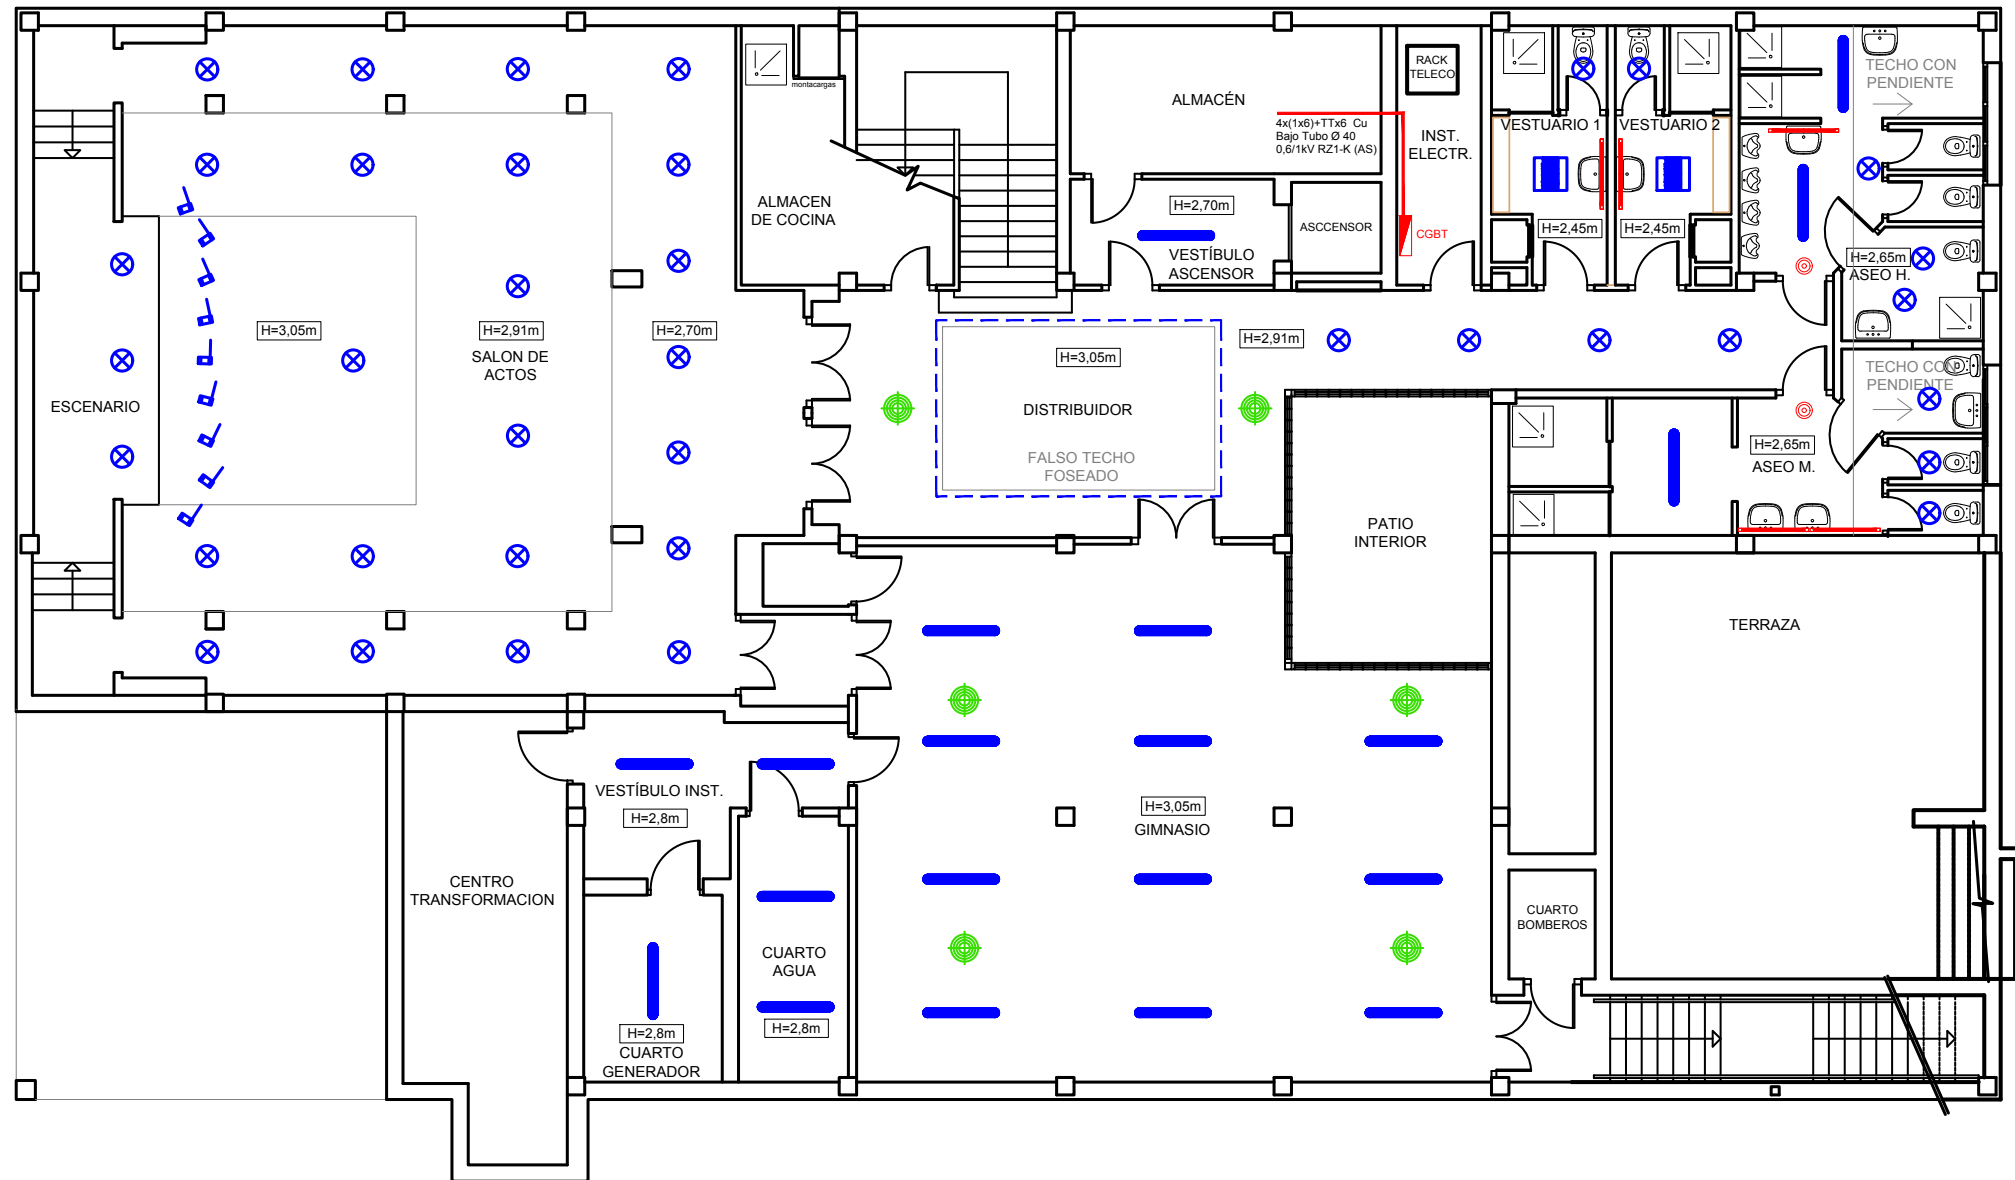 montacargas
RACK
TELECO
TECHO CON
PENDIENTE
ALMACÉN
4x(1x6)+TTx6 Cu
Bajo Tubo Ø 40
0,6/1kV RZ1-K (AS)
INST.
ELECTR.
VESTUARIO 1
VESTUARIO 2
ALMACEN
DE COCINA
H=2,70m
ASCCENSOR
CGBT
H=2,45m
H=2,45m
VESTÍBULO
ASCENSOR
H=2,65m
ASEO H.
H=3,05m
H=2,91m
H=2,70m
SALON DE
ACTOS
H=2,91m
H=3,05m
ESCENARIO
DISTRIBUIDOR
TECHO CON
PENDIENTE
FALSO TECHO
FOSEADO
H=2,65m
ASEO M.
PATIO
INTERIOR
TERRAZA
VESTÍBULO INST.
H=2,8m
H=3,05m
GIMNASIO
CENTRO
TRANSFORMACION
CUARTO
BOMBEROS
CUARTO
AGUA
H=2,8m
H=2,8m
CUARTO
GENERADOR